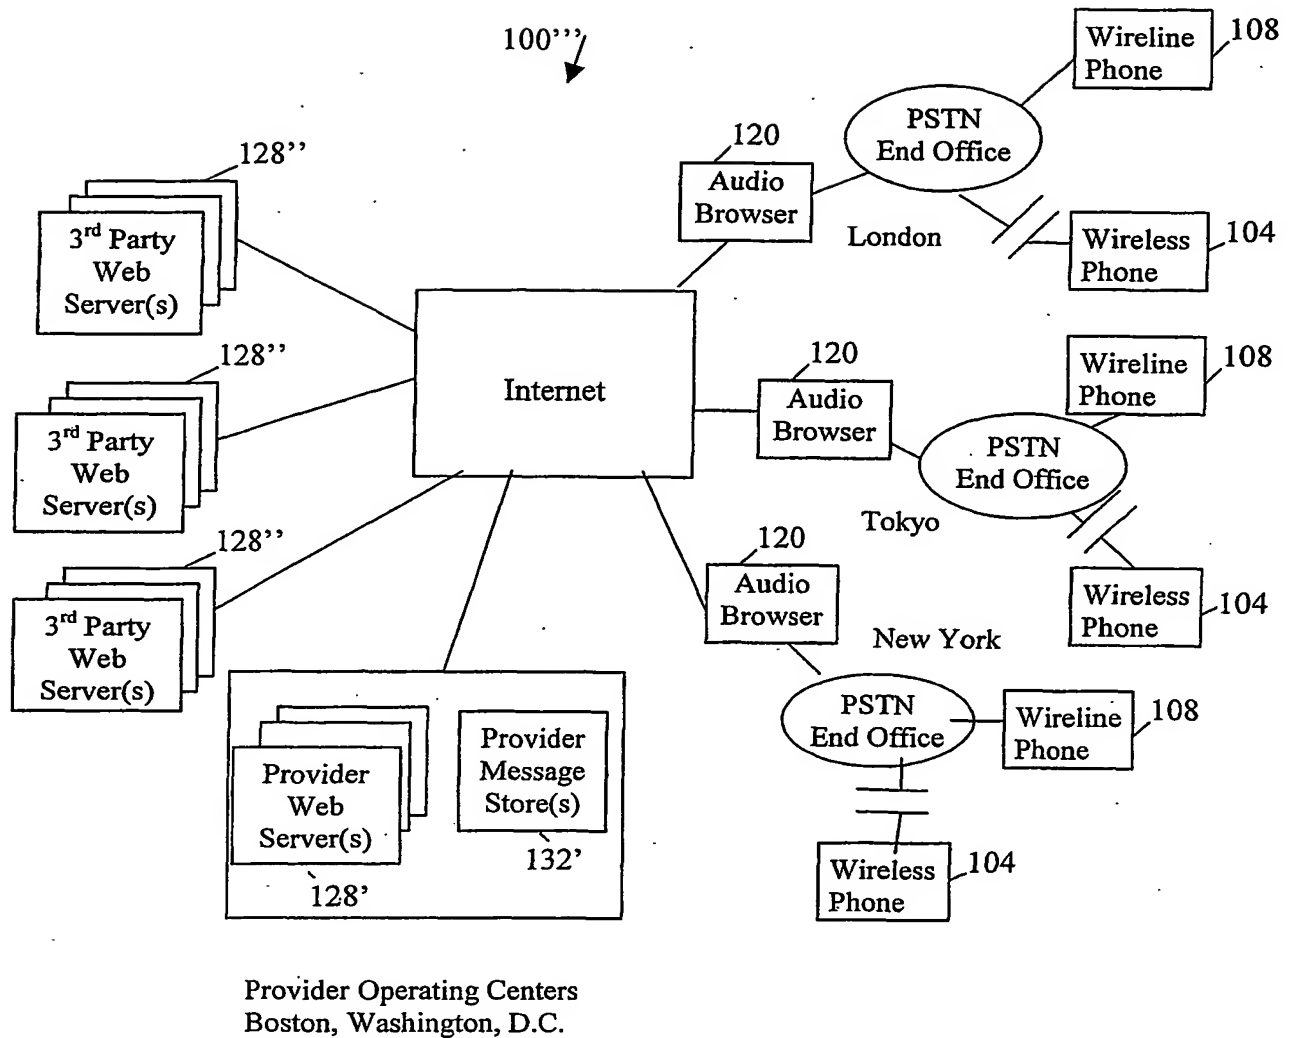 100’’’
Wireline
Phone
108
PSTN
End Office
120
Audio
Browser
128’’
3rd Party
Web
Server(s)
London
Wireless
Phone
104
128’’
3rd Party
Web
Server(s)
Internet
120
Audio
Browser
Wireline
Phone
108
PSTN
End Office
Tokyo
128’’
3rd Party
Web
Server(s)
120
Audio
Browser
Wireless
Phone
104
New York
PSTN
End Office
Wireline
Phone
108
Provider
Web
Server(s)
128’
Provider
Message
Store(s)
132’
Wireless
Phone
104
Provider Operating Centers
Boston, Washington, D.C.